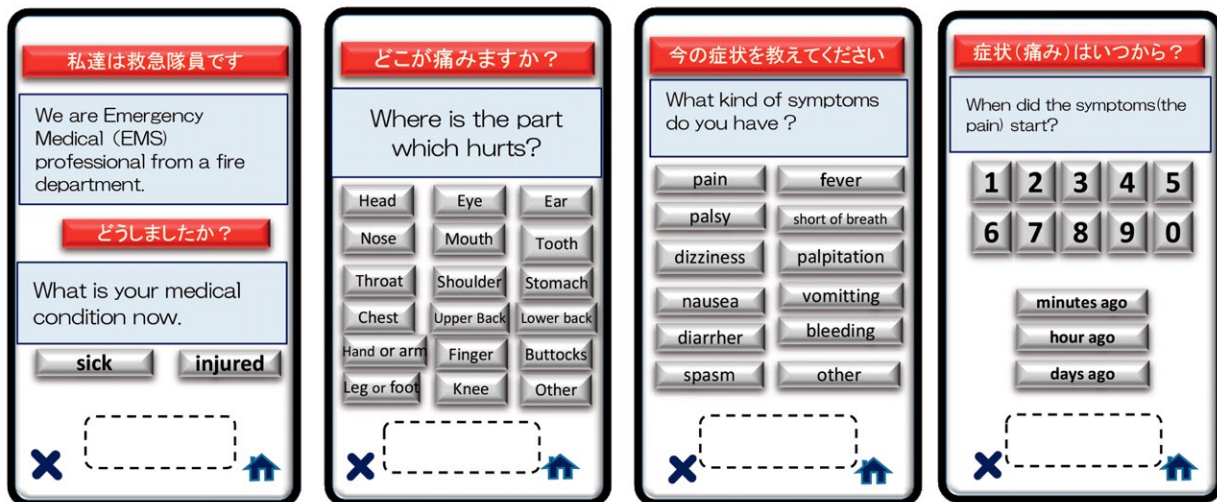 私達は救急隊員です
We are Emergency
Medical (EMS)
professional from a fire
department.
どうしましたか？
What is your medical
condition now.
sick injured
どこが痛みますか？
Where is the part
which hurts?
Head Eye Ear
Nose Mouth Tooth
Throat Shoulder Stomach
Chest Upper Back Lower back
Hand or arm Finger Buttocks
Leg or foot Knee Other
今の症状を教えてください
What kind of symptoms
do you have ?
pain fever
palsy short of breath
dizziness palpitation
nausea vomitting
diarrher bleeding
spasm other
症状（痛み）はいつから？
When did the symptoms(the
pain) start?
1 2 3 4 5
6 7 8 9 0
minutes ago
hour ago
days ago